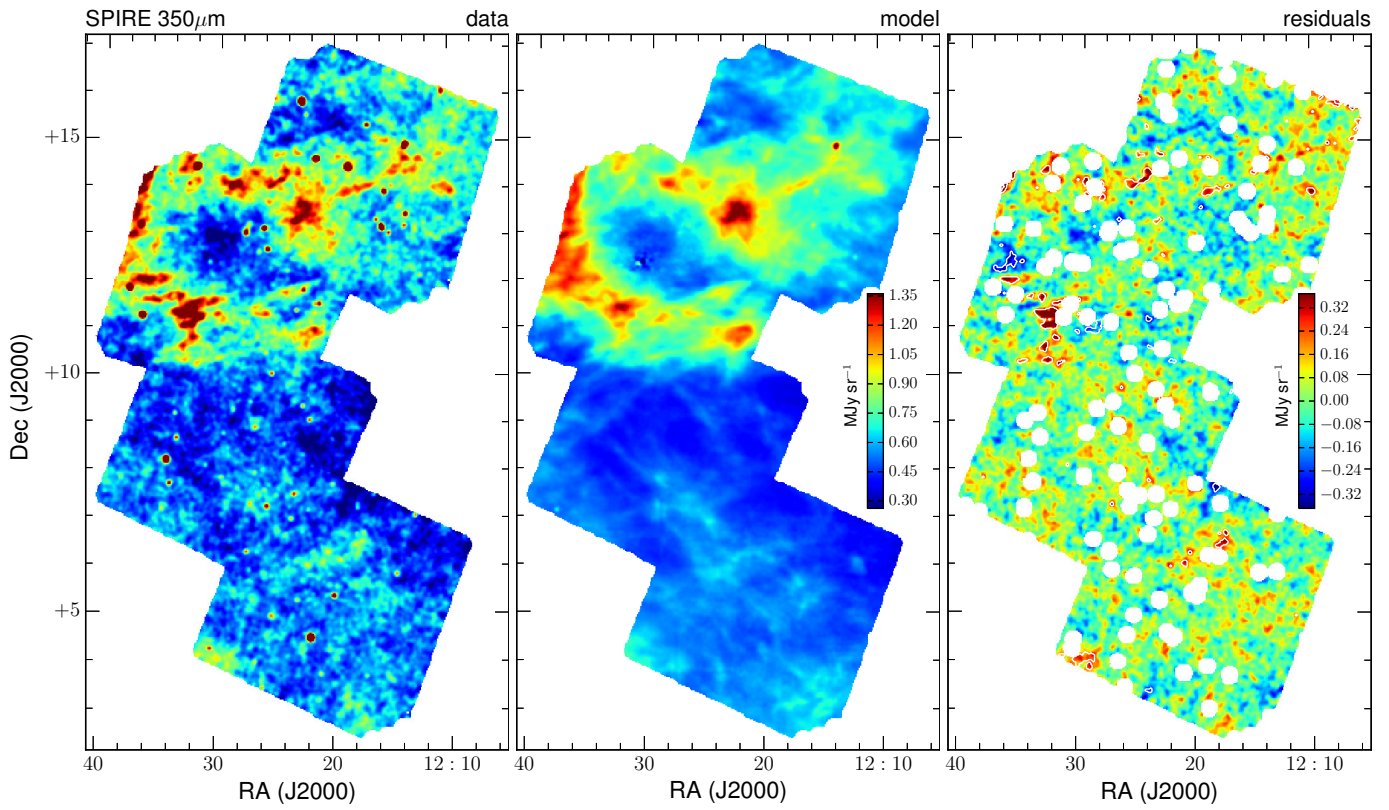 SPIRE 350μm data
model
residuals
Dec (J2000)
+15
+10
+5
1.35
1.20
1.05
0.90
0.75
0.60
0.45
0.30
MJy sr⁻¹
0.32
0.24
0.16
0.08
0.00
−0.08
−0.16
−0.24
−0.32
MJy sr⁻¹
40 30 20 12 : 10
40 30 20 12 : 10
40 30 20 12 : 10
RA (J2000)
RA (J2000)
RA (J2000)